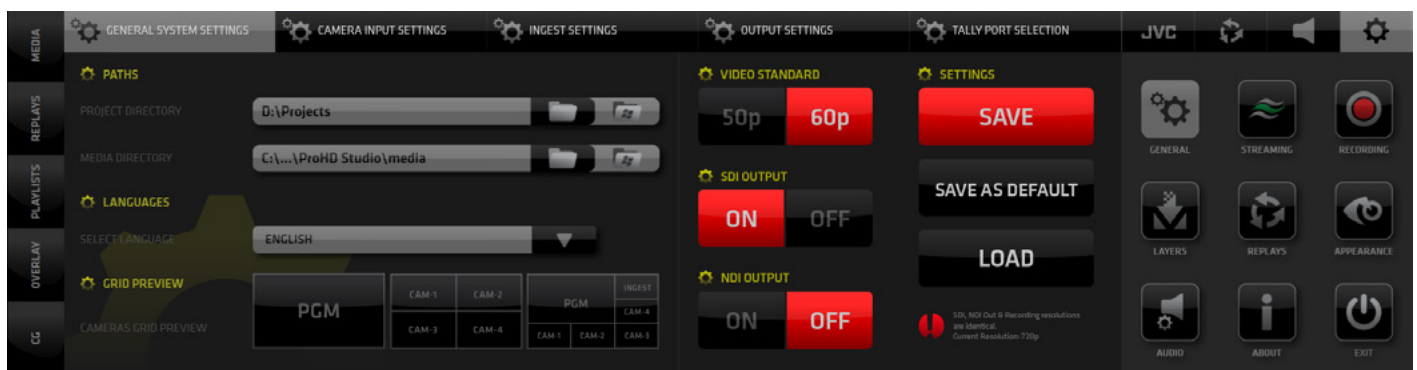 MEDIA
REPLAYS
PLAYLISTS
OVERLAY
CG
GENERAL SYSTEM SETTINGS
CAMERA INPUT SETTINGS
INGEST SETTINGS
OUTPUT SETTINGS
TALLY PORT SELECTION
JVC
PATHS
PROJECT DIRECTORY
D:\Projects
MEDIA DIRECTORY
C:\...\ProHD Studio\media
LANGUAGES
SELECT LANGUAGE
ENGLISH
GRID PREVIEW
CAMERAS GRID PREVIEW
PGM
CAM-1
CAM-2
CAM-3
CAM-4
PGM
INGEST
CAM-4
CAM-1
CAM-2
CAM-3
VIDEO STANDARD
50p
60p
SDI OUTPUT
ON
OFF
NDI OUTPUT
ON
OFF
SETTINGS
SAVE
SAVE AS DEFAULT
LOAD
SDI, NDI Out & Recording resolutions
are identical.
Current Resolution: 720p
GENERAL
STREAMING
RECORDING
LAYERS
REPLAYS
APPEARANCE
AUDIO
ABOUT
EXIT